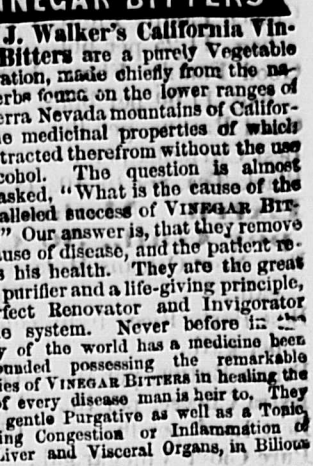 VINEGAR BITTERS
J. Walker's California Vin-
Bitters are a purely Vegetable
ation, made chiefly from the na-
erbs found on the lower ranges of
erra Nevada mountains of Califor-
e medicinal properties of which
tracted therefrom without the use
cohol. The question is almost
asked, “What is the cause of the
alleled success of VINEGAR BIT-
” Our answer is, that they remove
use of disease, and the patient re-
s his health. They are the great
purifier and a life-giving principle,
rfect Renovator and Invigorator
e system. Never before in the
y of the world has a medicine been
ounded possessing the remarkable
ies of VINEGAR BITTERS in healing the
f every disease man is heir to. They
gentle Purgative as well as a Tonic,
ing Congestion or Inflammation of
Liver and Visceral Organs, in Bilious